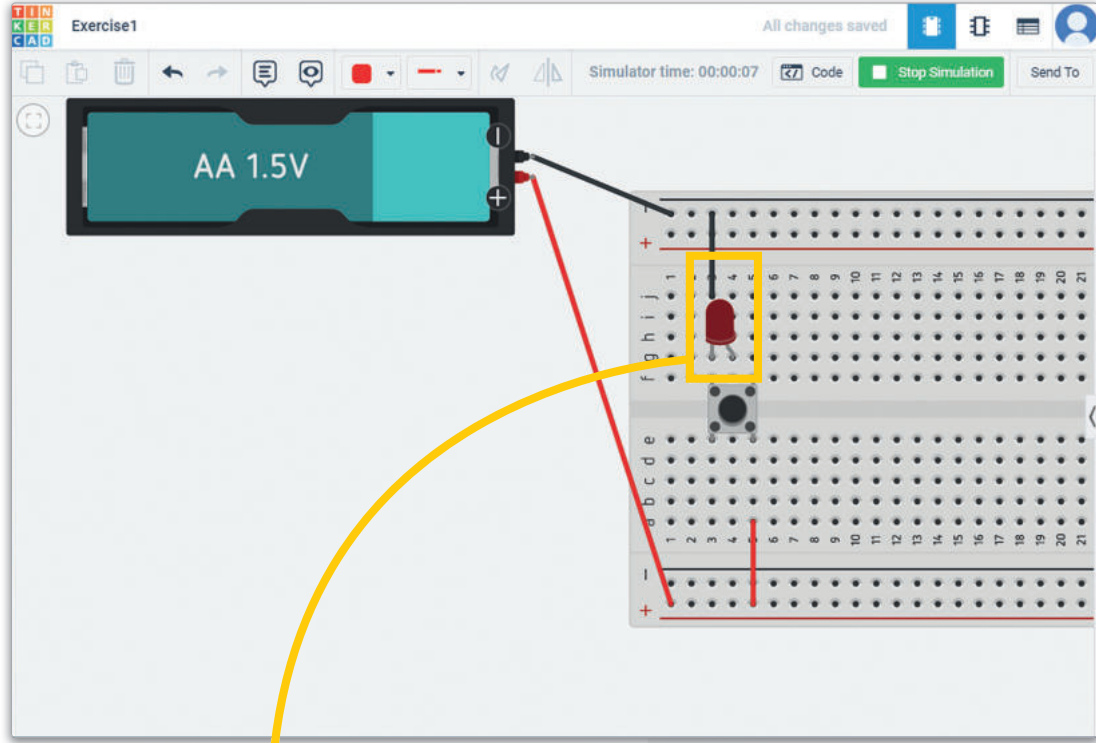 TIN
KER
CAD
Exercise1
All changes saved
Simulator time: 00:00:07
Code
Stop Simulation
Send To
AA 1.5V
−
+
−
+
1 2 3 4 5 6 7 8 9 10 11 12 13 14 15 16 17 18 19 20 21
j
i
h
g
f
e
d
c
b
a
1 2 3 4 5 6 7 8 9 10 11 12 13 14 15 16 17 18 19 20 21
−
+